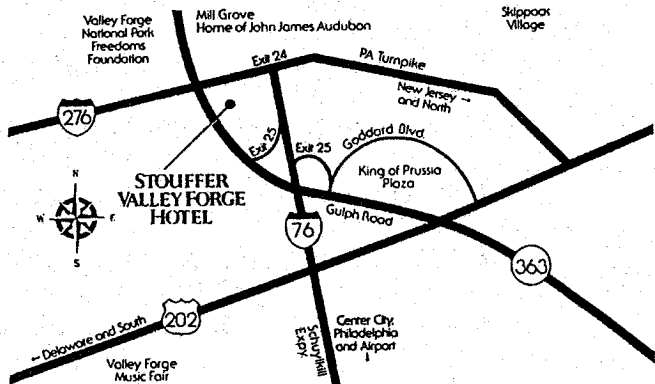 Valley Forge
National Park
Freedoms
Foundation
Mill Grove
Home of John James Audubon
Skippack
Village
Exit 24
PA Turnpike
New Jersey →
and North
276
Exit 25
Exit 25
Goddard Blvd.
King of Prussia
Plaza
STOUFFER
VALLEY FORGE
HOTEL
N
W E
S
76
Gulph Road
363
202
← Delaware and South
Schuylkill
Expy.
Center City,
Philadelphia
and Airport
↓
Valley Forge
Music Fair